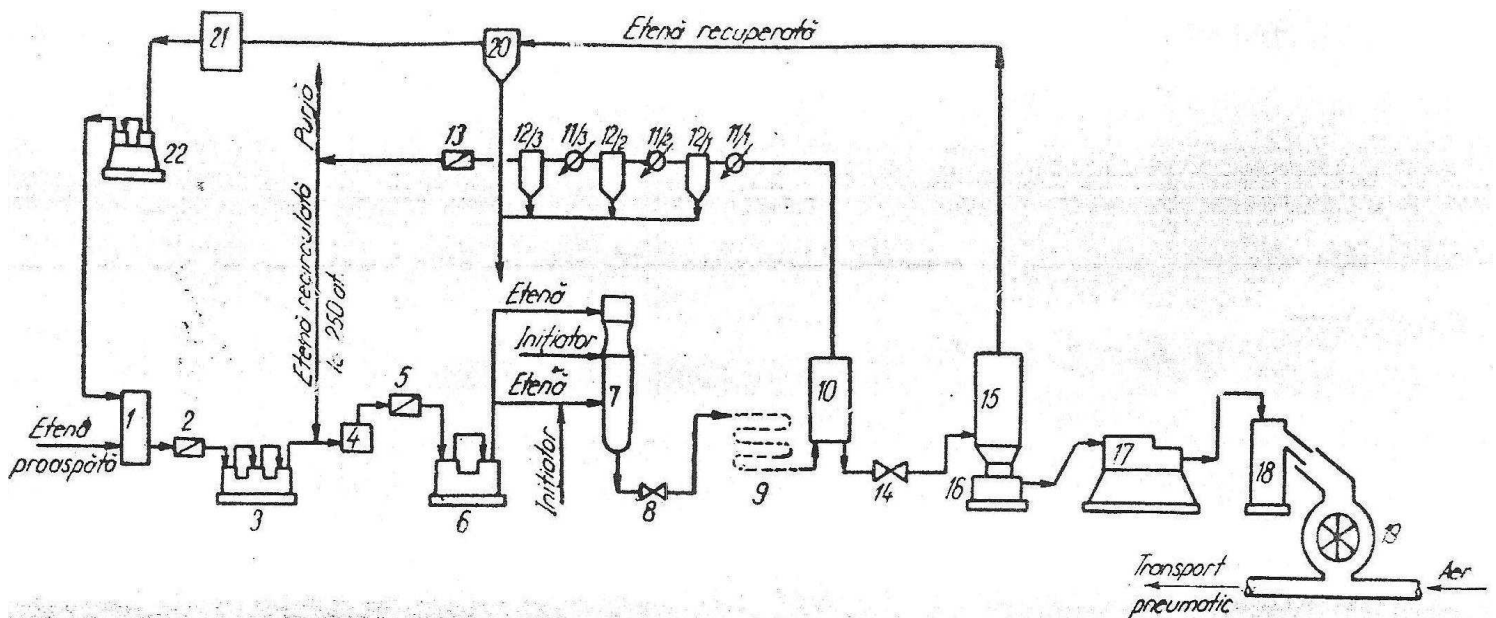 21
20
Etenă recuperată
22
Purjă
13
12/3
11/3
12/2
11/2
12/1
11/1
Etenă recirculată
la 250 at
Etenă
Initiator
Etenă
7
10
15
1
2
3
4
5
6
Initiator
8
9
14
16
17
18
19
Etenă
proaspătă
Transport
pneumatic
Aer